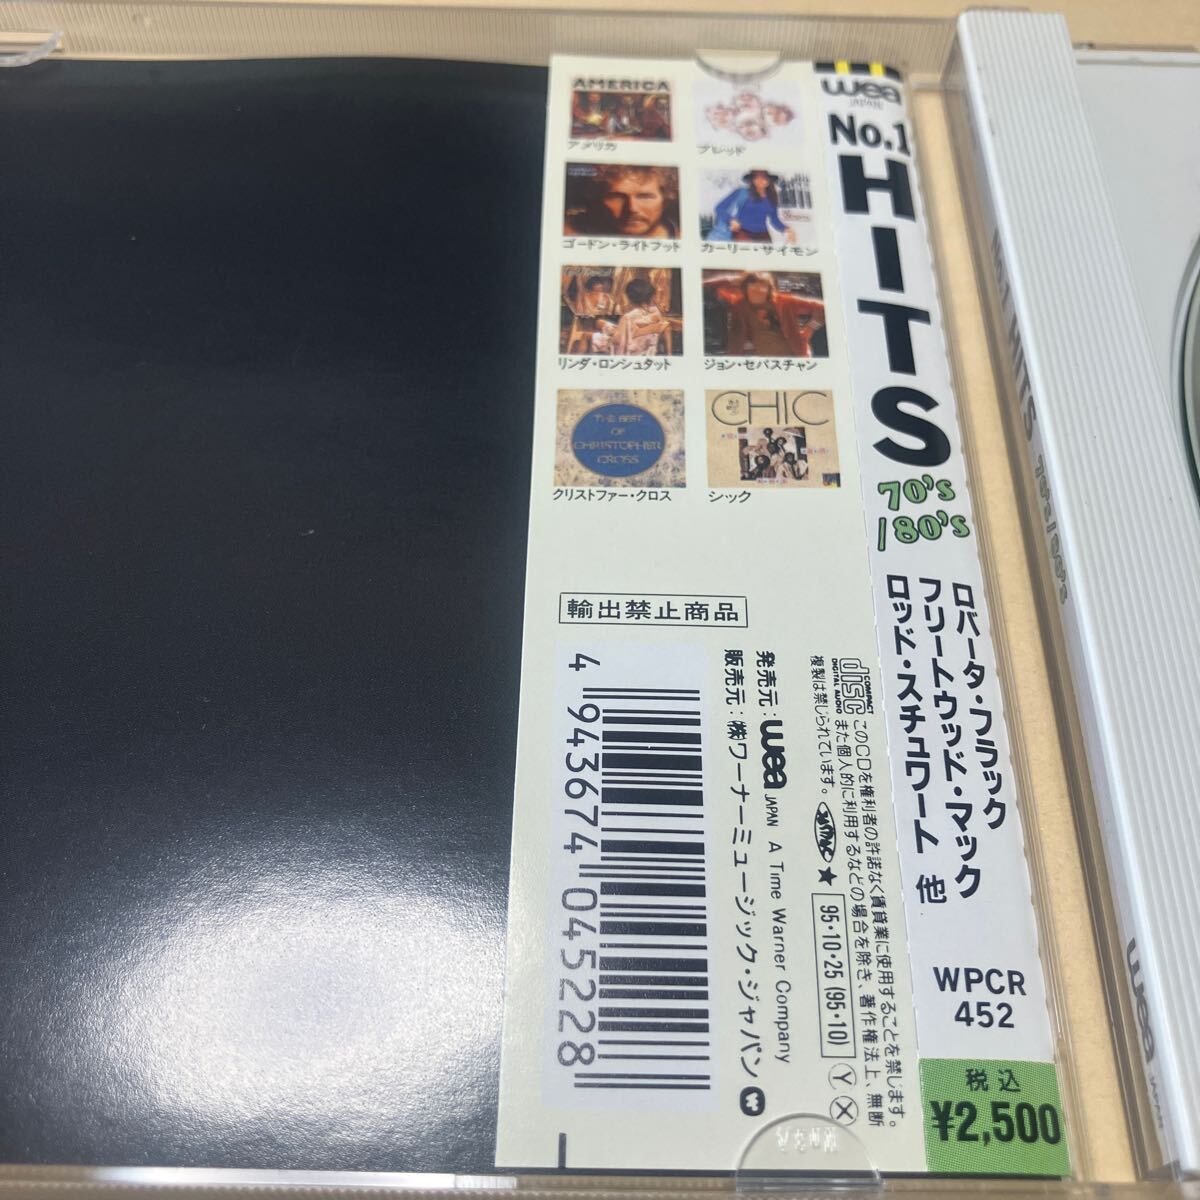 AMERICA
アメリカ
ブレッド
ゴードン・ライトフット
カーリー・サイモン
リンダ・ロンシュタット
ジョン・セバスチャン
THE BEST
OF
CHRISTOPHER
CROSS
CHIC
クリストファー・クロス
シック
輸出禁止商品
4 943674 045228
発売元:wea JAPAN A Time Warner Company
販売元:㈱ワーナーミュージック・ジャパン
COMPACT
disc
DIGITAL AUDIO
このCDを権利者の許諾なく賃貸業に使用することを禁じます。
また個人的に利用するなどの場合を除き、著作権法上、無断
複製は禁じられています。
★
95・10・25 (95・10)
Y
X
wea
JAPAN
No.1
HITS
70's
/80's
ロバータ・フラック
フリートウッド・マック
ロッド・スチュワート 他
WPCR
452
税込
¥2,500
No.1 HITS 70's/80's
wea JAPAN